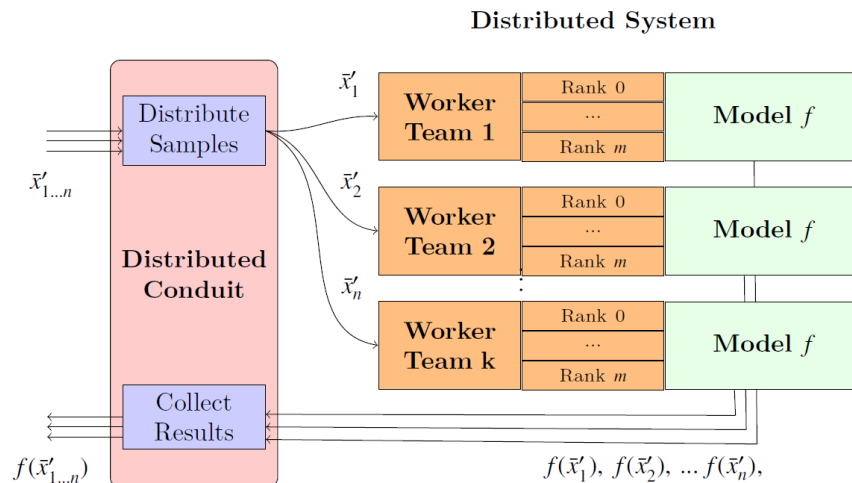 Distributed System
Distribute
Samples
x̄′₁...ₙ
Distributed
Conduit
Collect
Results
f(x̄′₁...ₙ)
x̄′₁
Worker
Team 1
Rank 0
...
Rank m
Model f
x̄′₂
Worker
Team 2
Rank 0
...
Rank m
Model f
⋮
x̄′ₙ
Worker
Team k
Rank 0
...
Rank m
Model f
f(x̄′₁), f(x̄′₂), ... f(x̄′ₙ),